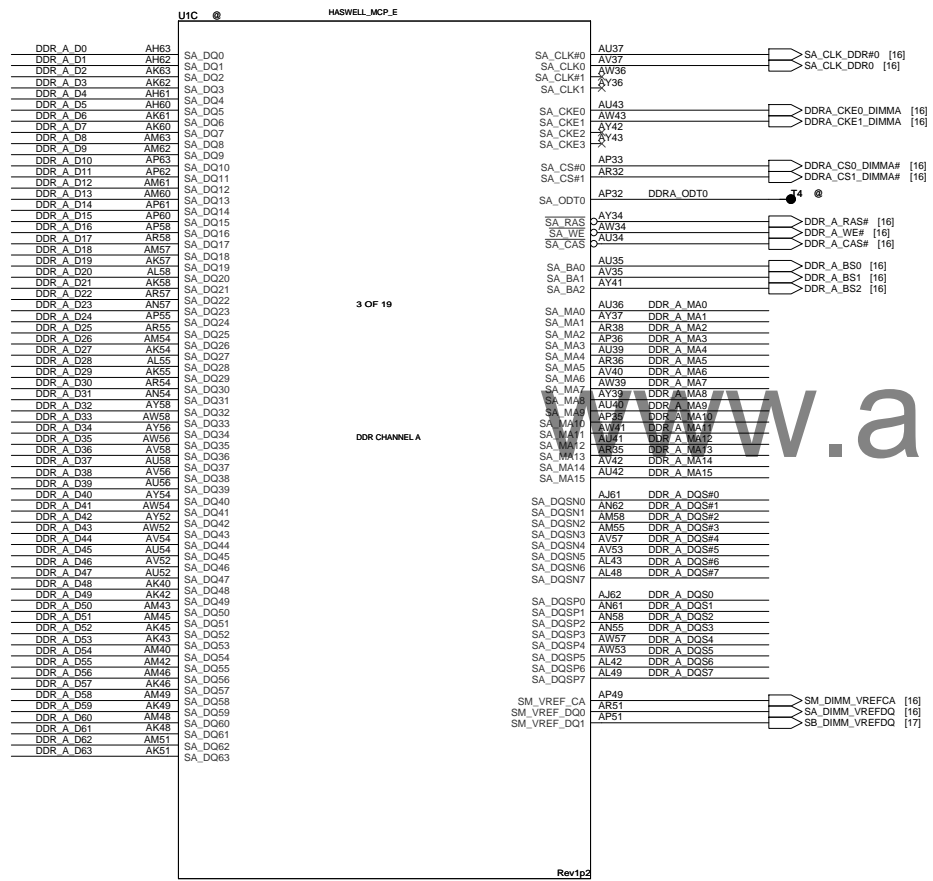 U1C @ HASWELL_MCP_E
DDR_A_D0 AH63 SA_DQ0
DDR_A_D1 AH62 SA_DQ1
DDR_A_D2 AK63 SA_DQ2
DDR_A_D3 AK62 SA_DQ3
DDR_A_D4 AH61 SA_DQ4
DDR_A_D5 AH60 SA_DQ5
DDR_A_D6 AK61 SA_DQ6
DDR_A_D7 AK60 SA_DQ7
DDR_A_D8 AM63 SA_DQ8
DDR_A_D9 AM62 SA_DQ9
DDR_A_D10 AP63 SA_DQ10
DDR_A_D11 AP62 SA_DQ11
DDR_A_D12 AM61 SA_DQ12
DDR_A_D13 AM60 SA_DQ13
DDR_A_D14 AP61 SA_DQ14
DDR_A_D15 AP60 SA_DQ15
DDR_A_D16 AP58 SA_DQ16
DDR_A_D17 AR58 SA_DQ17
DDR_A_D18 AM57 SA_DQ18
DDR_A_D19 AK57 SA_DQ19
DDR_A_D20 AL58 SA_DQ20
DDR_A_D21 AK58 SA_DQ21
DDR_A_D22 AR57 SA_DQ22
DDR_A_D23 AN57 SA_DQ23
DDR_A_D24 AP55 SA_DQ24
DDR_A_D25 AR55 SA_DQ25
DDR_A_D26 AM54 SA_DQ26
DDR_A_D27 AK54 SA_DQ27
DDR_A_D28 AL55 SA_DQ28
DDR_A_D29 AK55 SA_DQ29
DDR_A_D30 AR54 SA_DQ30
DDR_A_D31 AN54 SA_DQ31
DDR_A_D32 AY58 SA_DQ32
DDR_A_D33 AW58 SA_DQ33
DDR_A_D34 AY56 SA_DQ34
DDR_A_D35 AW56 SA_DQ35
DDR_A_D36 AV58 SA_DQ36
DDR_A_D37 AU58 SA_DQ37
DDR_A_D38 AV56 SA_DQ38
DDR_A_D39 AU56 SA_DQ39
DDR_A_D40 AY54 SA_DQ40
DDR_A_D41 AW54 SA_DQ41
DDR_A_D42 AY52 SA_DQ42
DDR_A_D43 AW52 SA_DQ43
DDR_A_D44 AV54 SA_DQ44
DDR_A_D45 AU54 SA_DQ45
DDR_A_D46 AV52 SA_DQ46
DDR_A_D47 AU52 SA_DQ47
DDR_A_D48 AK40 SA_DQ48
DDR_A_D49 AK42 SA_DQ49
DDR_A_D50 AM43 SA_DQ50
DDR_A_D51 AM45 SA_DQ51
DDR_A_D52 AK45 SA_DQ52
DDR_A_D53 AK43 SA_DQ53
DDR_A_D54 AM40 SA_DQ54
DDR_A_D55 AM42 SA_DQ55
DDR_A_D56 AM46 SA_DQ56
DDR_A_D57 AK46 SA_DQ57
DDR_A_D58 AM49 SA_DQ58
DDR_A_D59 AK49 SA_DQ59
DDR_A_D60 AM48 SA_DQ60
DDR_A_D61 AK48 SA_DQ61
DDR_A_D62 AM51 SA_DQ62
DDR_A_D63 AK51 SA_DQ63
3 OF 19
DDR CHANNEL A
SA_CLK#0 AU37 SA_CLK_DDR#0 [16]
SA_CLK0 AV37 SA_CLK_DDR0 [16]
SA_CLK#1 AW36
SA_CLK1 AY36
SA_CKE0 AU43 DDRA_CKE0_DIMMA [16]
SA_CKE1 AW43 DDRA_CKE1_DIMMA [16]
SA_CKE2 AY42
SA_CKE3 AY43
SA_CS#0 AP33 DDRA_CS0_DIMMA# [16]
SA_CS#1 AR32 DDRA_CS1_DIMMA# [16]
SA_ODT0 AP32 DDRA_ODT0 T4 @
SA_RAS AY34 DDR_A_RAS# [16]
SA_WE AW34 DDR_A_WE# [16]
SA_CAS AU34 DDR_A_CAS# [16]
SA_BA0 AU35 DDR_A_BS0 [16]
SA_BA1 AV35 DDR_A_BS1 [16]
SA_BA2 AY41 DDR_A_BS2 [16]
SA_MA0 AU36 DDR_A_MA0
SA_MA1 AY37 DDR_A_MA1
SA_MA2 AR38 DDR_A_MA2
SA_MA3 AP36 DDR_A_MA3
SA_MA4 AU39 DDR_A_MA4
SA_MA5 AR36 DDR_A_MA5
SA_MA6 AV40 DDR_A_MA6
SA_MA7 AW39 DDR_A_MA7
SA_MA8 AY39 DDR_A_MA8
SA_MA9 AU40 DDR_A_MA9
SA_MA10 AP35 DDR_A_MA10
SA_MA11 AW41 DDR_A_MA11
SA_MA12 AU41 DDR_A_MA12
SA_MA13 AR35 DDR_A_MA13
SA_MA14 AV42 DDR_A_MA14
SA_MA15 AU42 DDR_A_MA15
www.a
SA_DQSN0 AJ61 DDR_A_DQS#0
SA_DQSN1 AN62 DDR_A_DQS#1
SA_DQSN2 AM58 DDR_A_DQS#2
SA_DQSN3 AM55 DDR_A_DQS#3
SA_DQSN4 AV57 DDR_A_DQS#4
SA_DQSN5 AV53 DDR_A_DQS#5
SA_DQSN6 AL43 DDR_A_DQS#6
SA_DQSN7 AL48 DDR_A_DQS#7
SA_DQSP0 AJ62 DDR_A_DQS0
SA_DQSP1 AN61 DDR_A_DQS1
SA_DQSP2 AN58 DDR_A_DQS2
SA_DQSP3 AN55 DDR_A_DQS3
SA_DQSP4 AW57 DDR_A_DQS4
SA_DQSP5 AW53 DDR_A_DQS5
SA_DQSP6 AL42 DDR_A_DQS6
SA_DQSP7 AL49 DDR_A_DQS7
SM_VREF_CA AP49 SM_DIMM_VREFCA [16]
SM_VREF_DQ0 AR51 SA_DIMM_VREFDQ [16]
SM_VREF_DQ1 AP51 SB_DIMM_VREFDQ [17]
Rev1p2